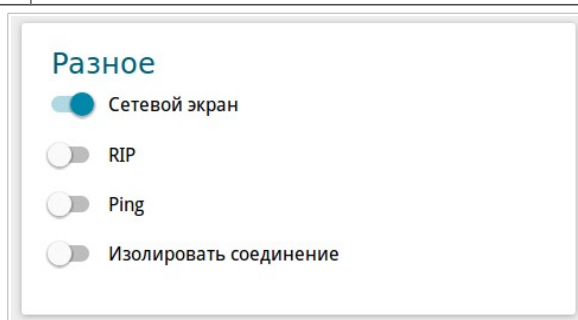 Разное
Сетевой экран
RIP
Ping
Изолировать соединение